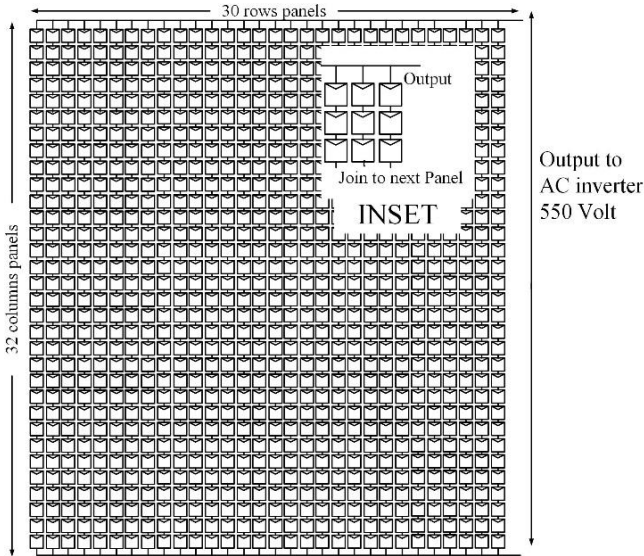 30 rows panels
Output
Join to next Panel
INSET
32 columns panels
Output to
AC inverter
550 Volt